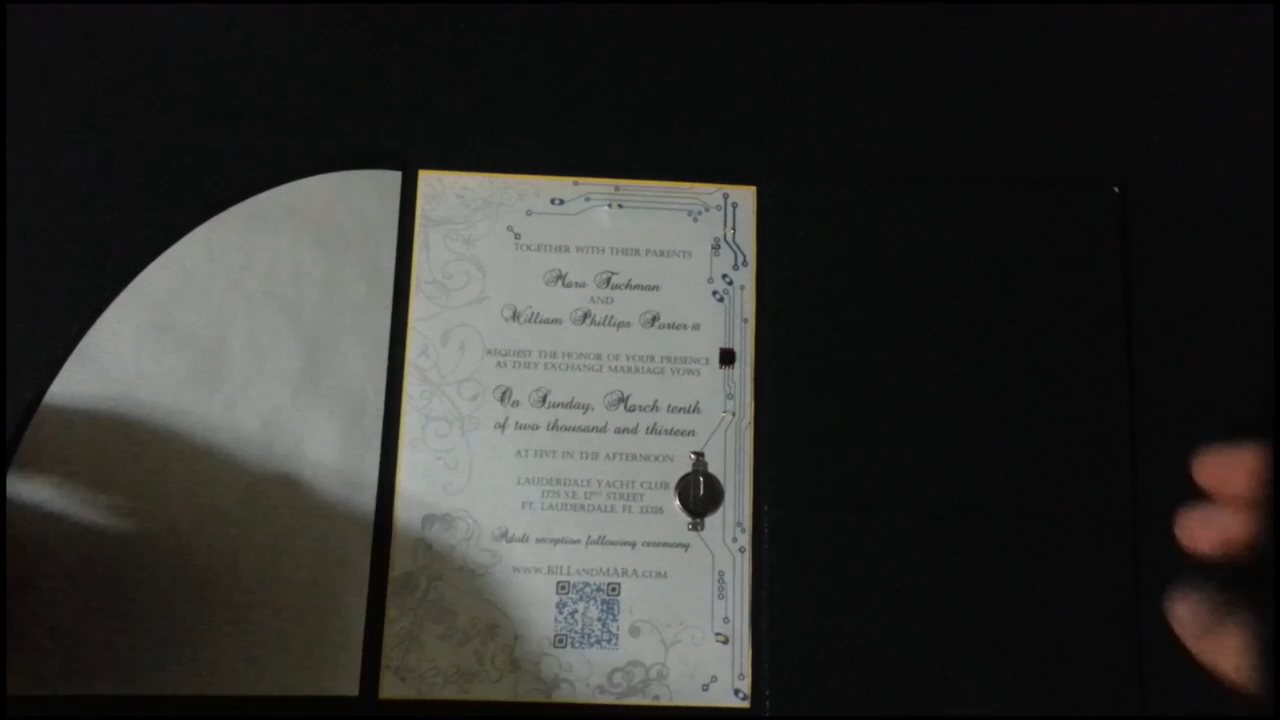 TOGETHER WITH THEIR PARENTS
Mara Tuchman
AND
William Phillips Porter III
REQUEST THE HONOR OF YOUR PRESENCE
AS THEY EXCHANGE MARRIAGE VOWS
On Sunday, March tenth
of two thousand and thirteen
AT FIVE IN THE AFTERNOON
LAUDERDALE YACHT CLUB
1725 S.E. 12TH STREET
FT. LAUDERDALE, FL 33316
Adult reception following ceremony
WWW.BILLANDMARA.COM